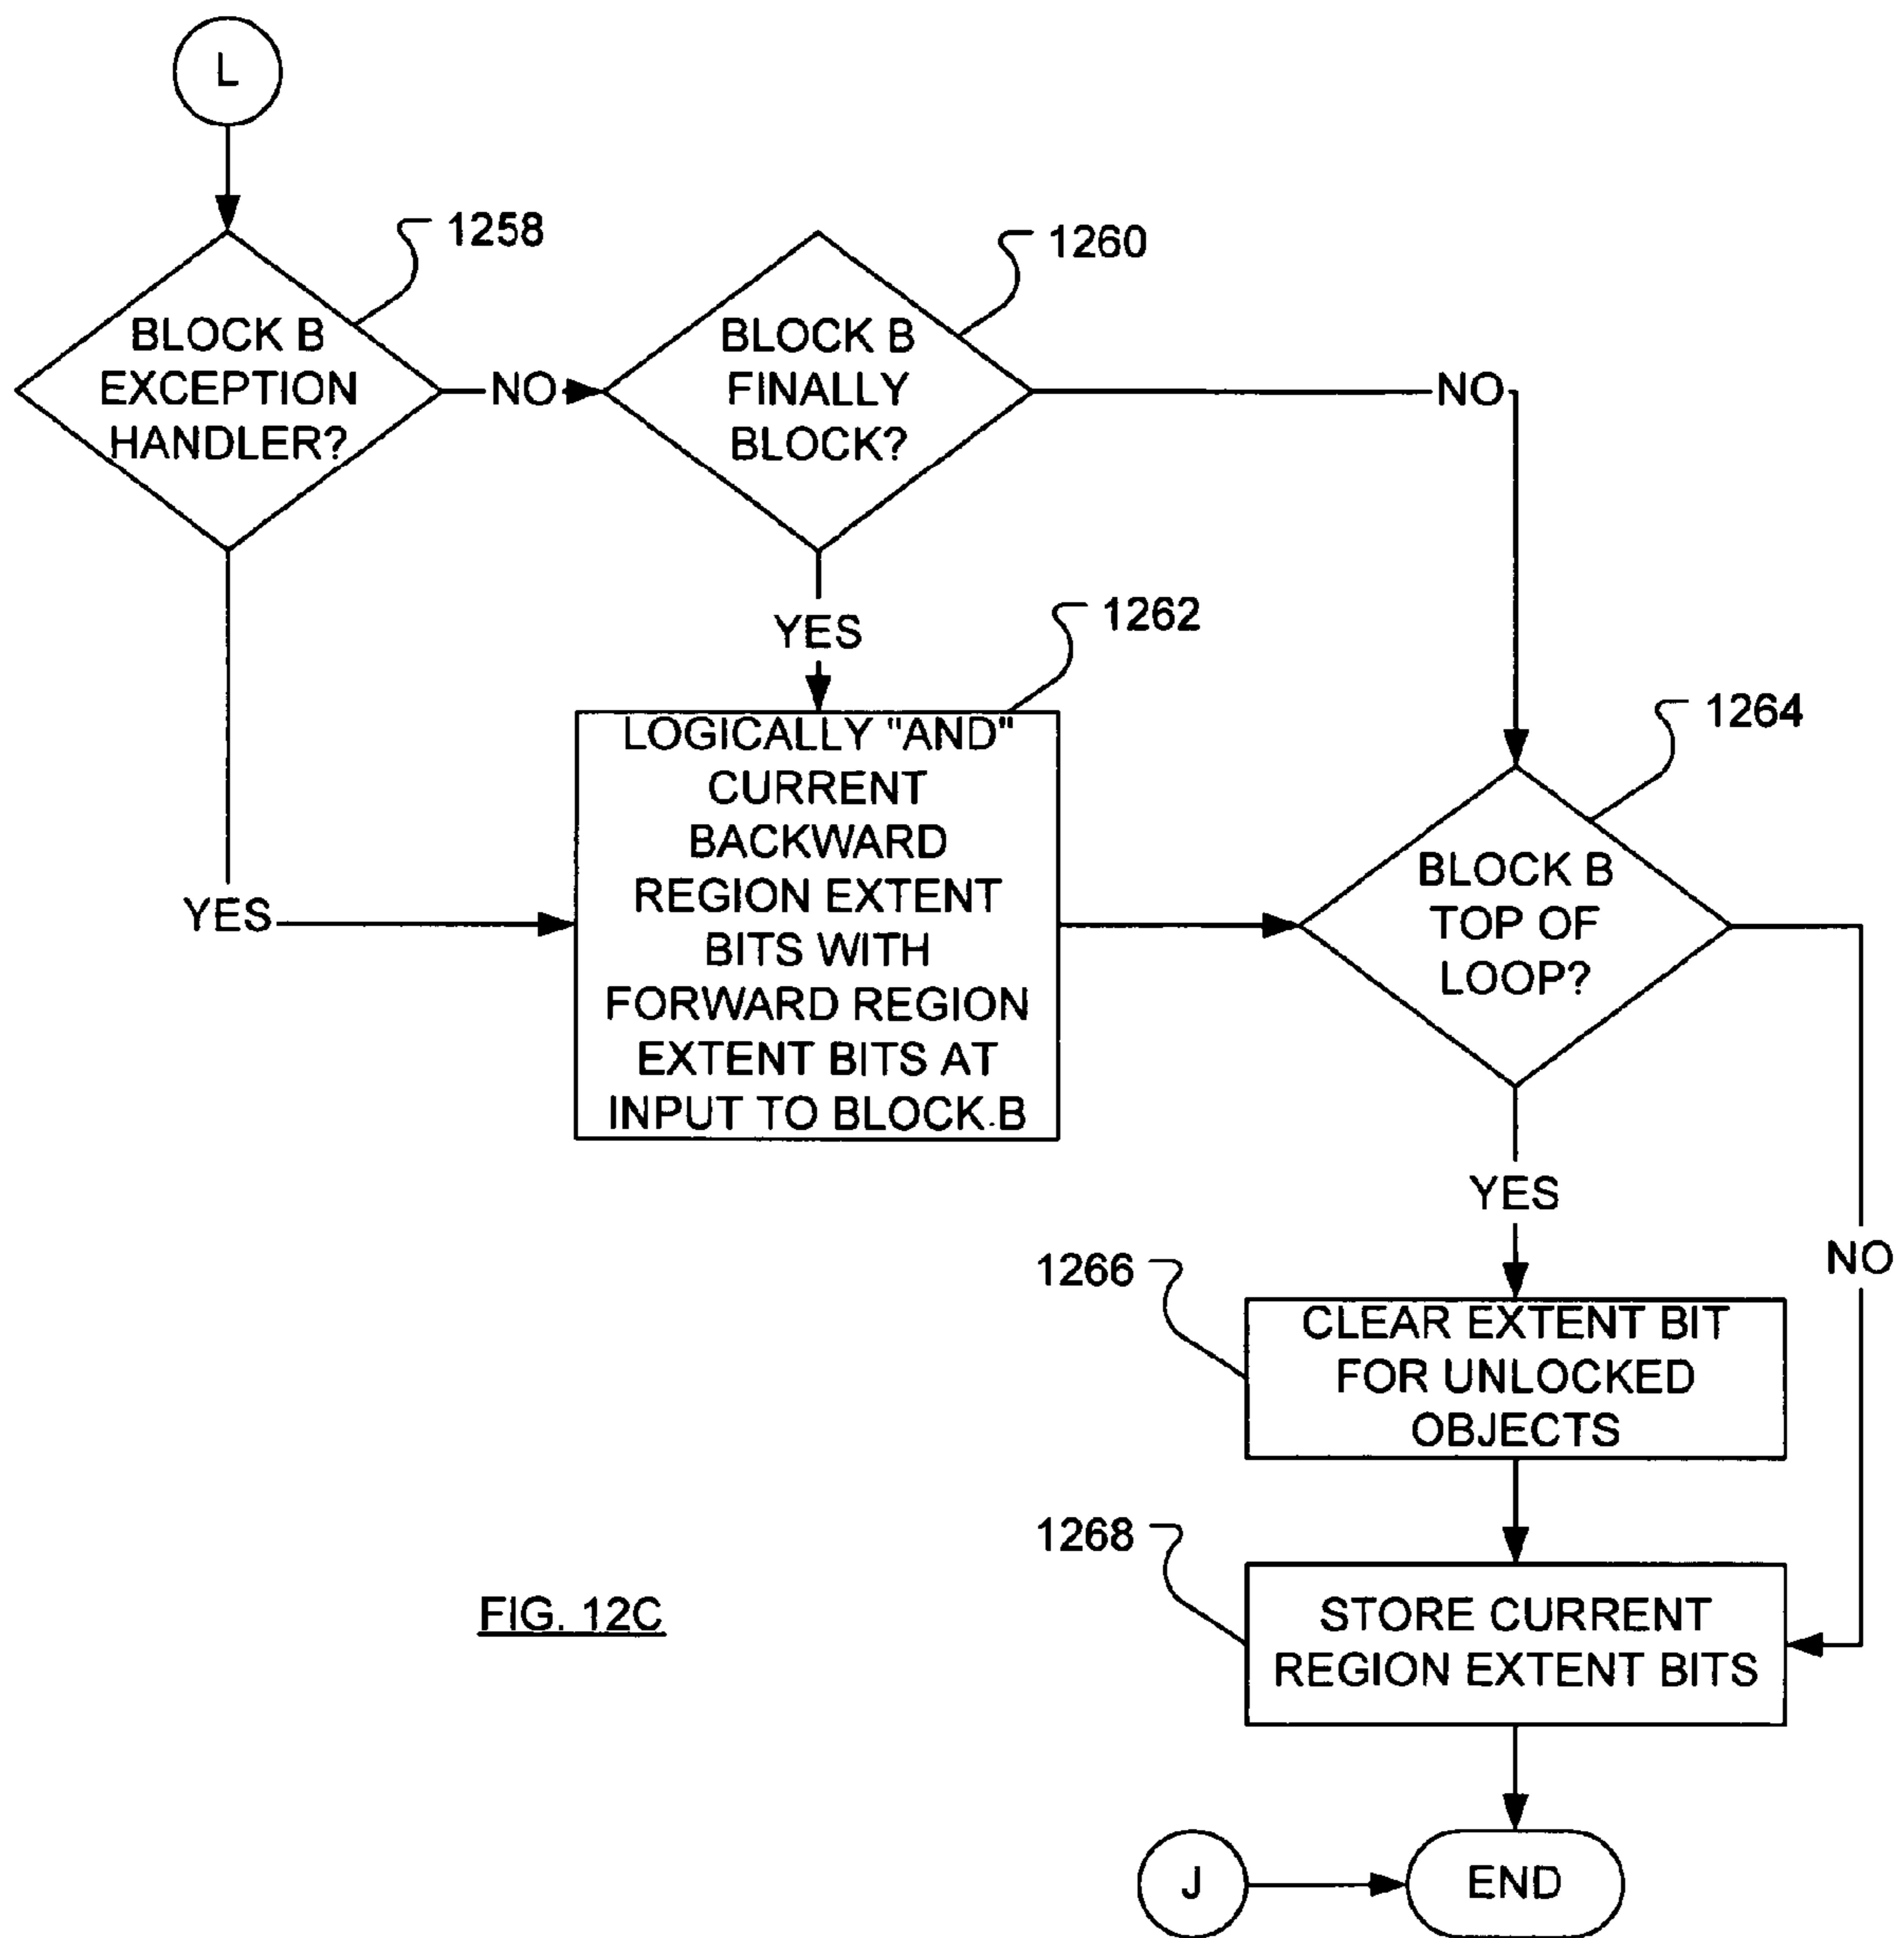 L
1258
BLOCK B
EXCEPTION
HANDLER?
NO
1260
BLOCK B
FINALLY
BLOCK?
NO
YES
YES
1262
LOGICALLY "AND"
CURRENT
BACKWARD
REGION EXTENT
BITS WITH
FORWARD REGION
EXTENT BITS AT
INPUT TO BLOCK B
1264
BLOCK B
TOP OF
LOOP?
YES
NO
1266
CLEAR EXTENT BIT
FOR UNLOCKED
OBJECTS
1268
STORE CURRENT
REGION EXTENT BITS
FIG. 12C
J
END